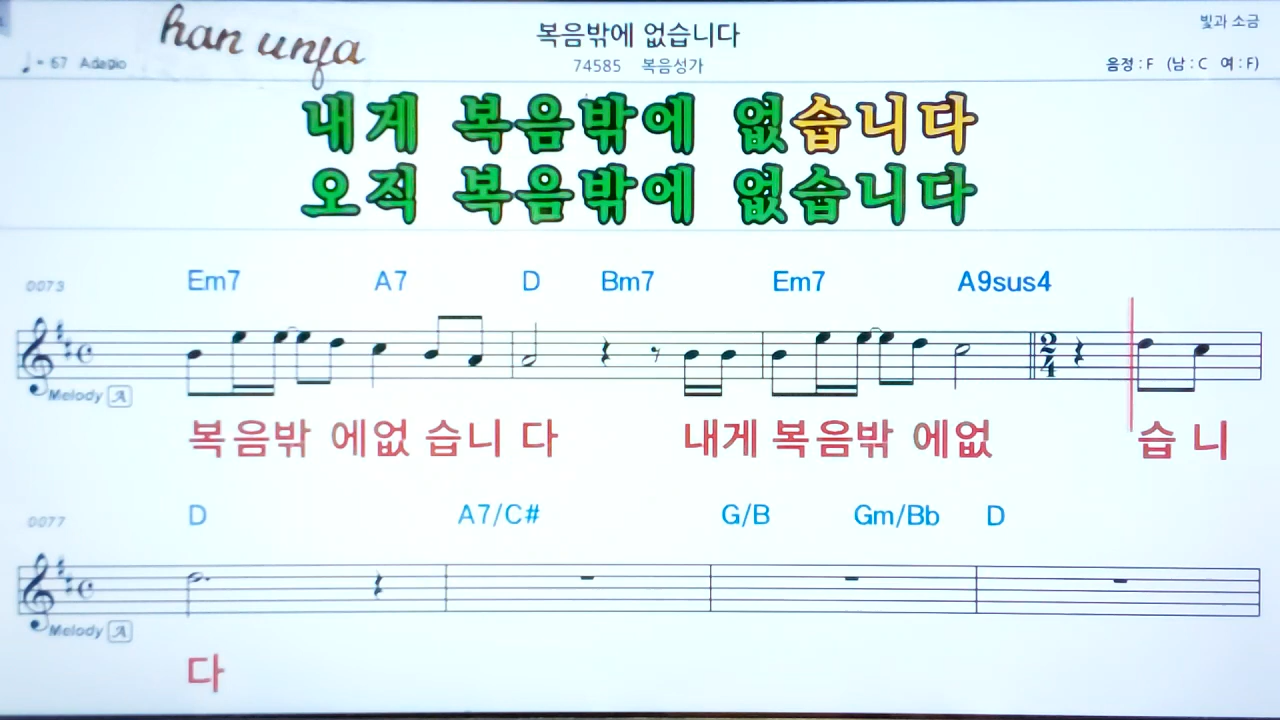 han unfa
복음밖에 없습니다
빛과 소금
♩= 67 Adagio
74585 복음성가
음정 : F (남 : C 여 : F)
내게 복음밖에 없습니다
오직 복음밖에 없습니다
0073 Em7 A7 D Bm7 Em7 A9sus4
2
4
Melody A
복음밖 에없 습니 다 내게 복음밖 에없 습 니
0077 D A7/C# G/B Gm/Bb D
Melody A
다